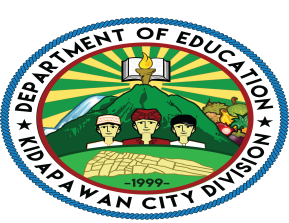 DEPARTMENT OF EDUCATION
★ KIDAPAWAN CITY DIVISION ★
-1999-